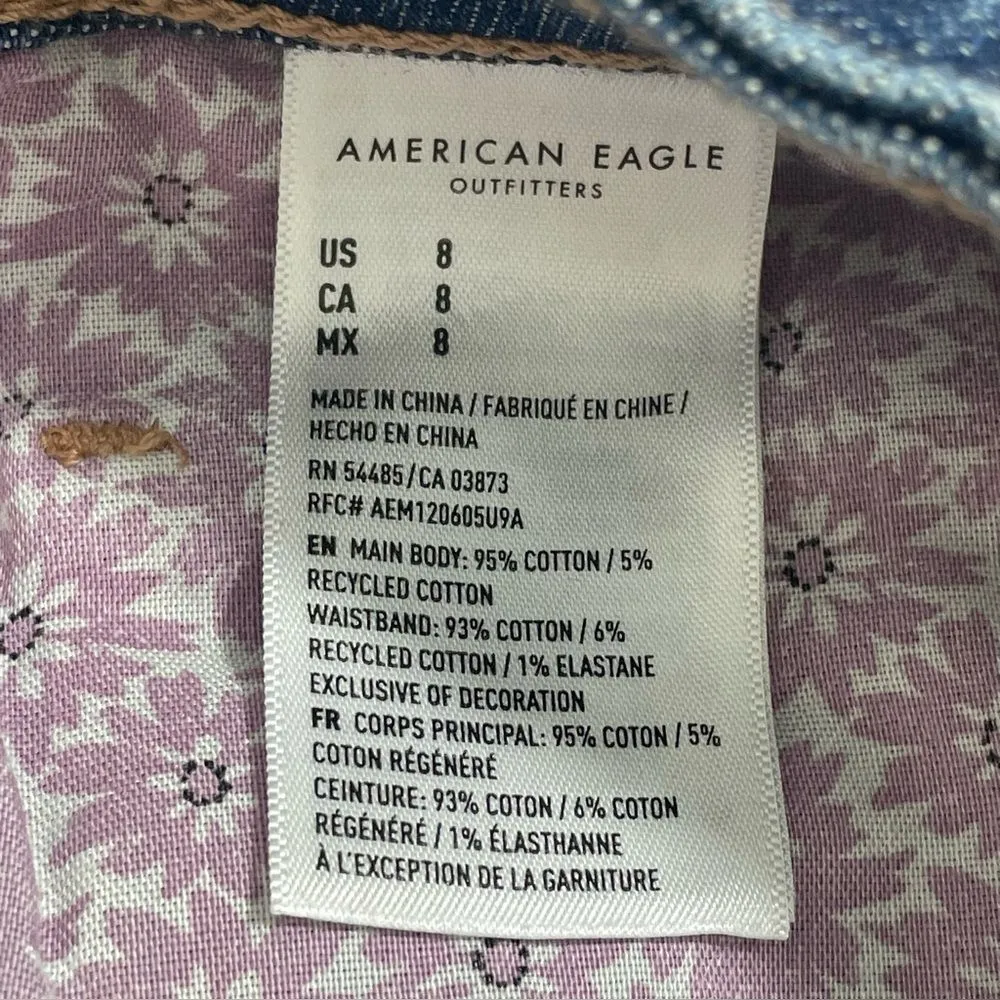 AMERICAN EAGLE
OUTFITTERS
US 8
CA 8
MX 8
MADE IN CHINA / FABRIQUÉ EN CHINE /
HECHO EN CHINA
RN 54485/CA 03873
RFC# AEM120605U9A
EN MAIN BODY: 95% COTTON / 5%
RECYCLED COTTON
WAISTBAND: 93% COTTON / 6%
RECYCLED COTTON / 1% ELASTANE
EXCLUSIVE OF DECORATION
FR CORPS PRINCIPAL: 95% COTON / 5%
COTON RÉGÉNÉRÉ
CEINTURE: 93% COTON / 6% COTON
RÉGÉNÉRÉ / 1% ÉLASTHANNE
À L'EXCEPTION DE LA GARNITURE